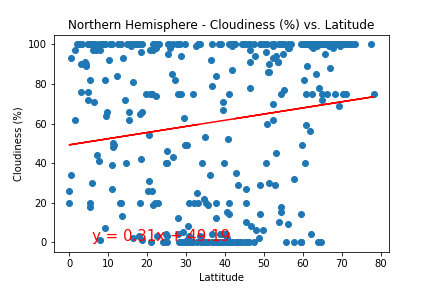 Northern Hemisphere - Cloudiness (%) vs. Latitude
100
80
60
40
20
0
Cloudiness (%)
y = 0.31x + 49.19
0 10 20 30 40 50 60 70 80
Lattitude